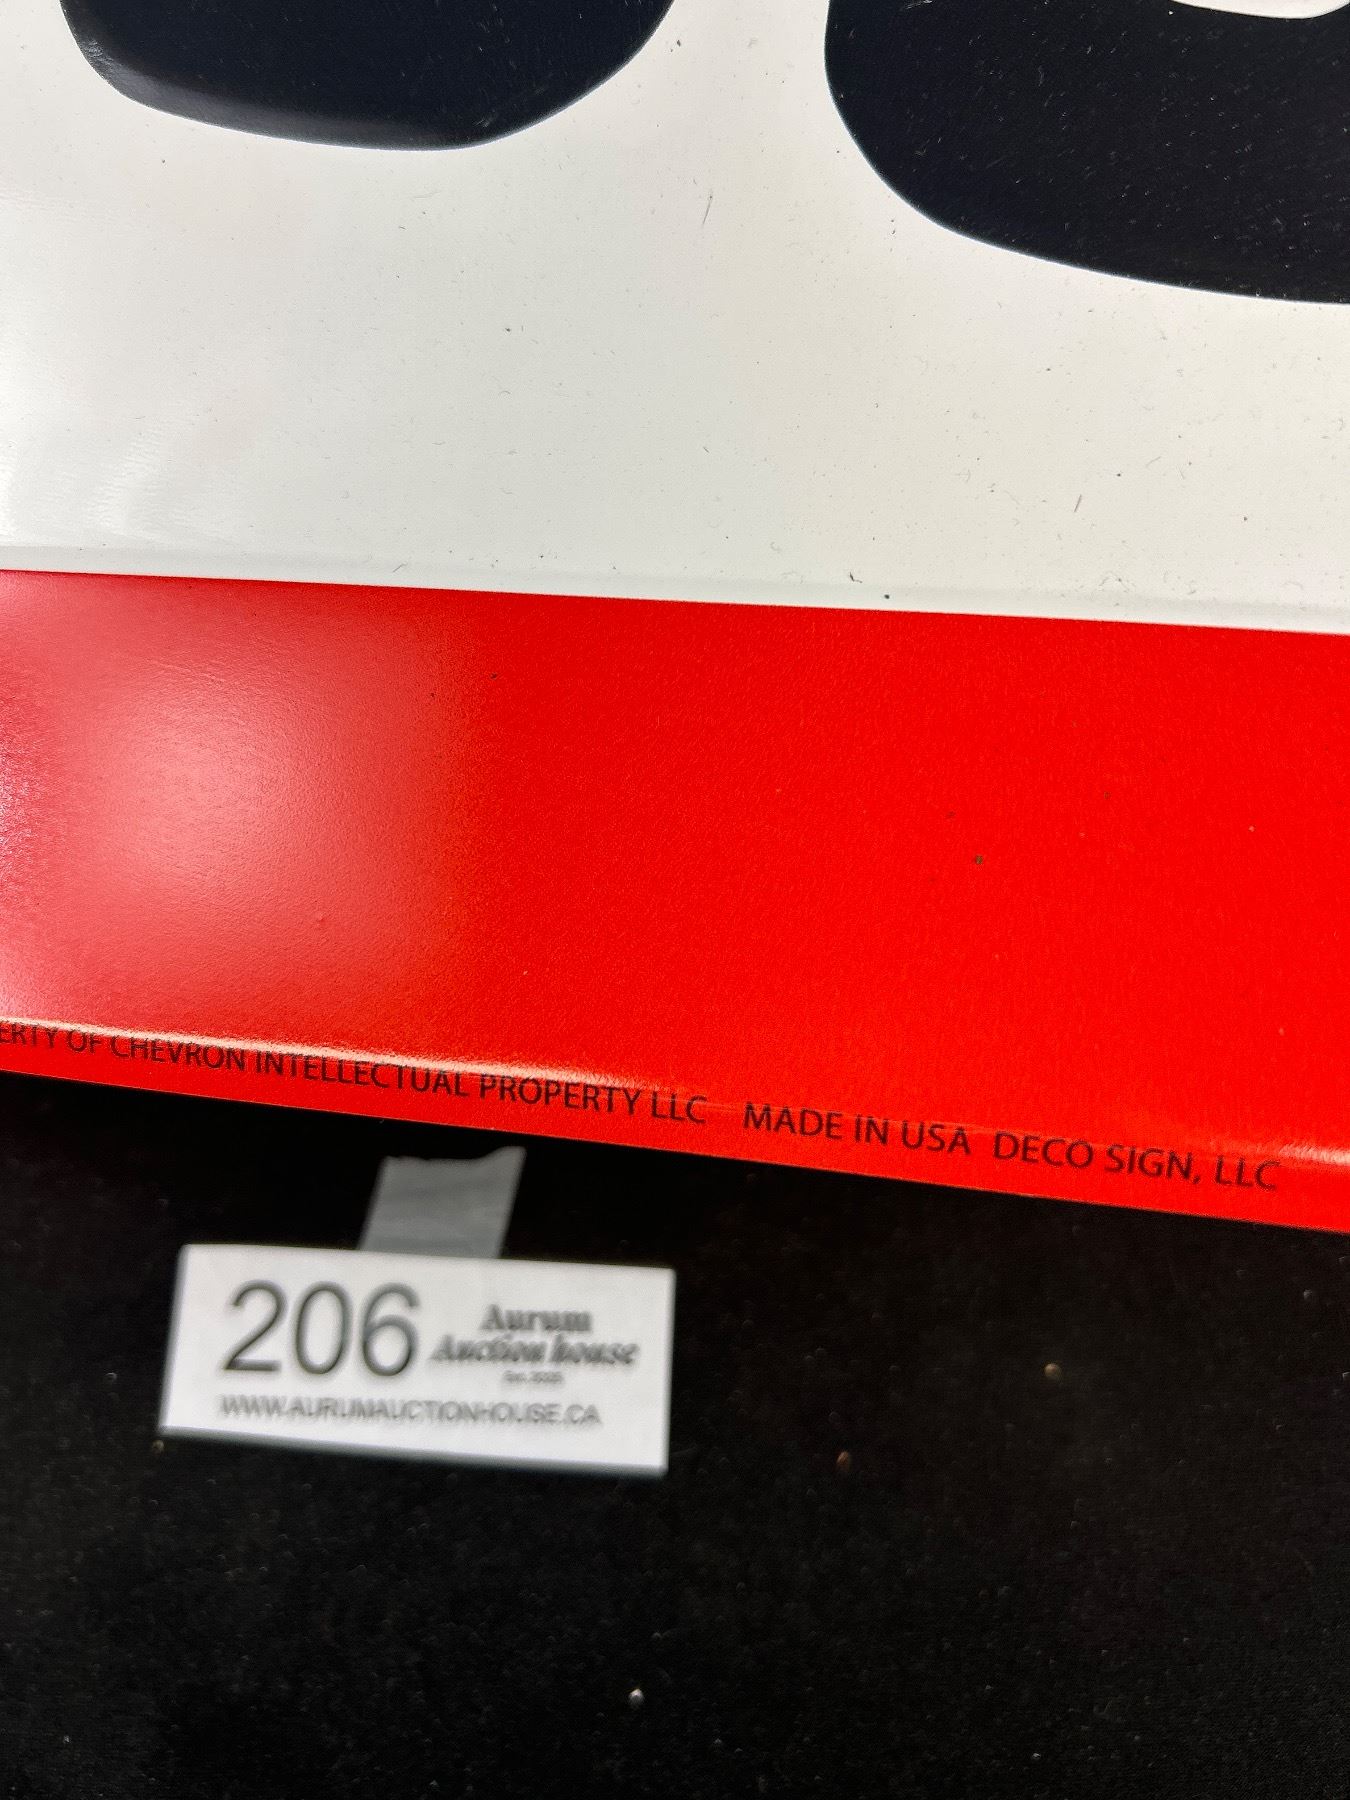 ERTY OF CHEVRON INTELLECTUAL PROPERTY LLC MADE IN USA DECO SIGN, LLC
206
Aurum
Auction house
WWW.AURUMAUCTIONHOUSE.CA